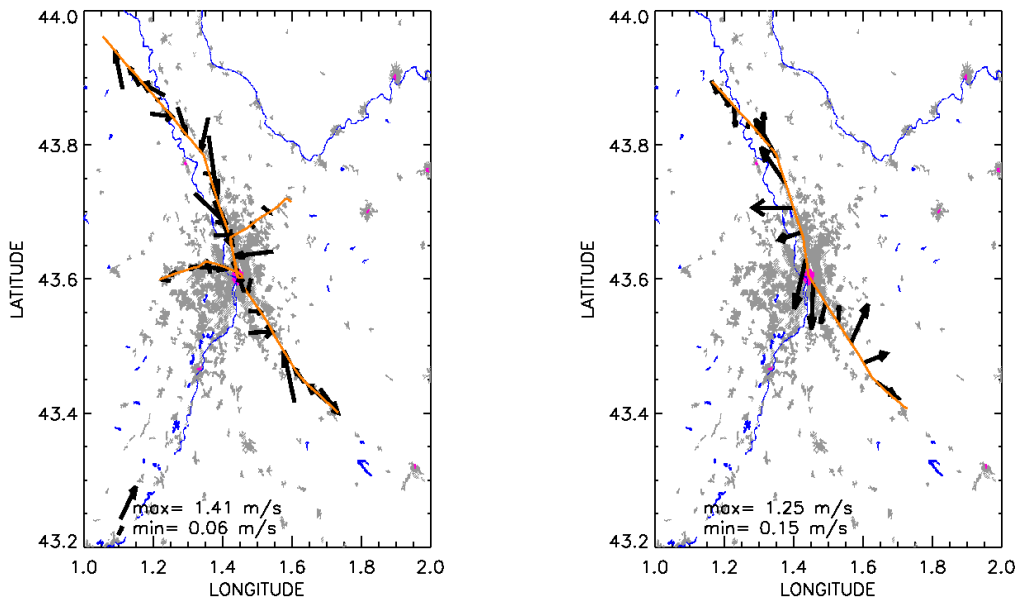 44.0
43.8
43.6
43.4
43.2
LATITUDE
max= 1.41 m/s
min= 0.06 m/s
1.0 1.2 1.4 1.6 1.8 2.0
LONGITUDE
44.0
43.8
43.6
43.4
43.2
LATITUDE
max= 1.25 m/s
min= 0.15 m/s
1.0 1.2 1.4 1.6 1.8 2.0
LONGITUDE